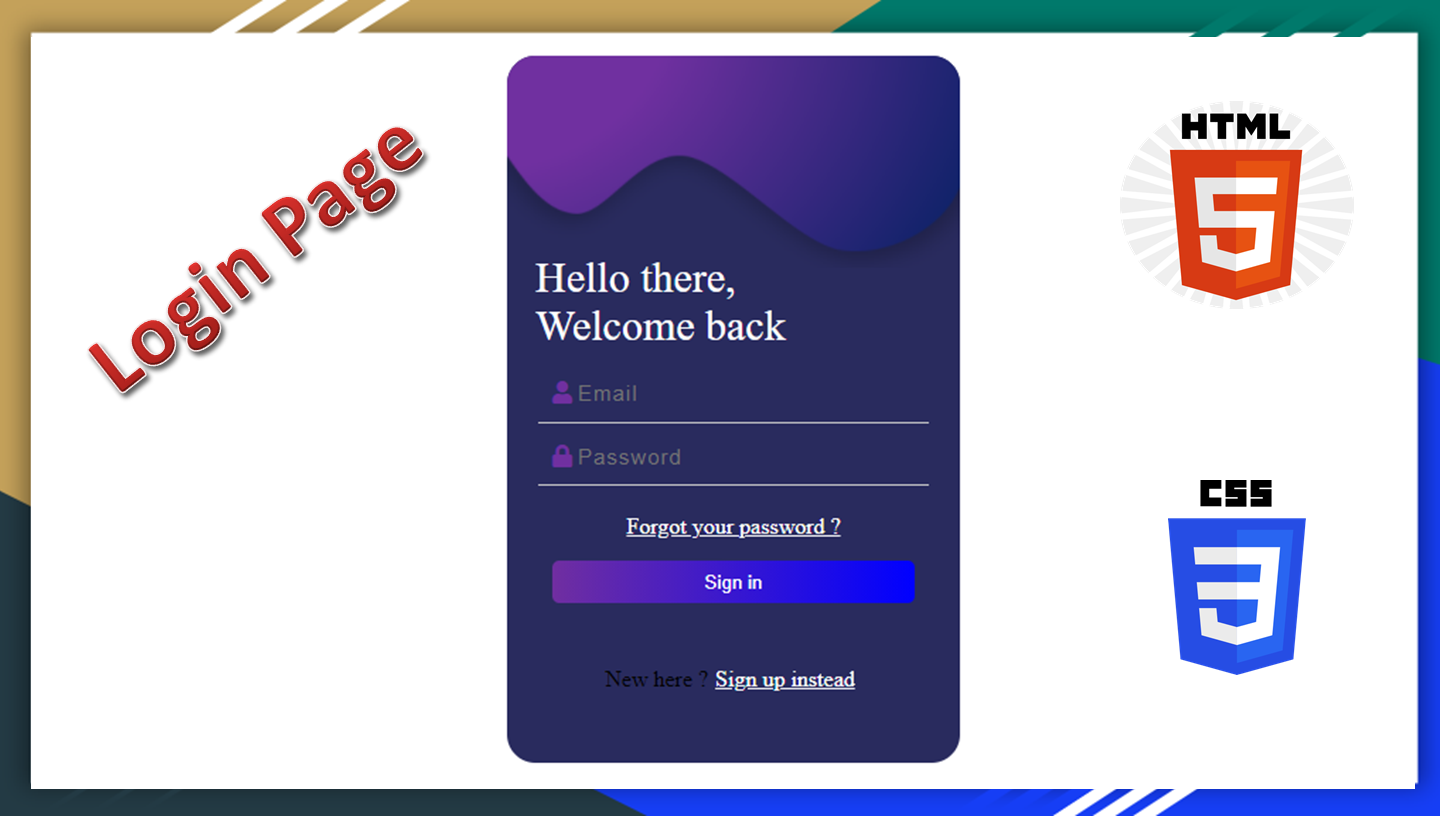 Login Page
Hello there,
Welcome back
Email
Password
Forgot your password ?
Sign in
New here ? Sign up instead
HTML
5
CSS
3